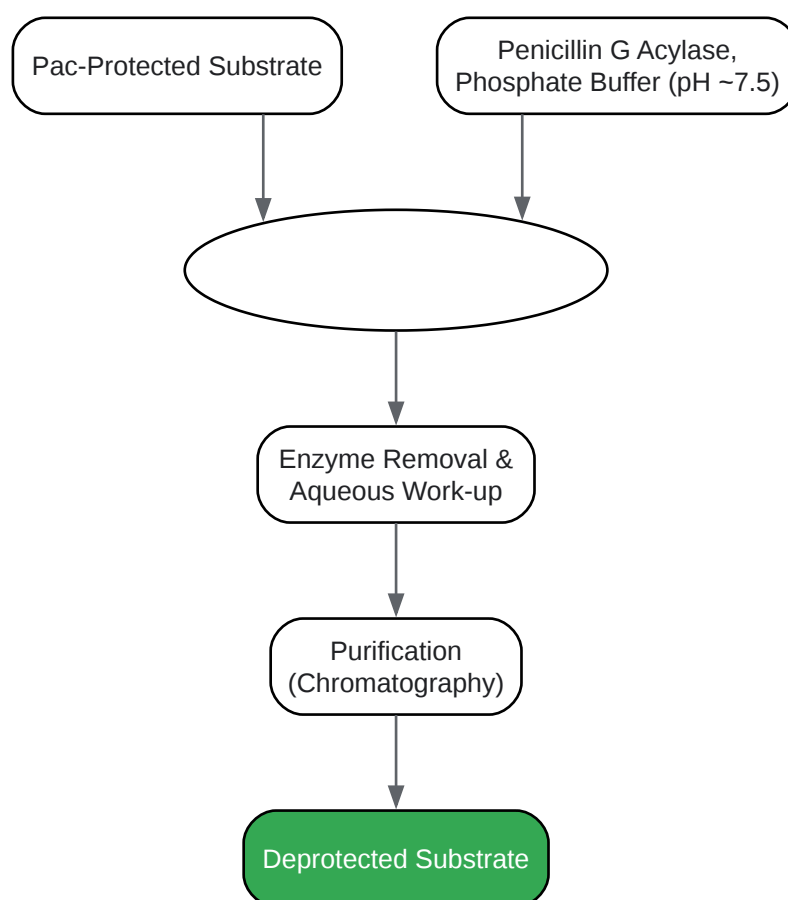 Pac-Protected Substrate
Penicillin G Acylase,
Phosphate Buffer (pH ~7.5)
Enzyme Removal &
Aqueous Work-up
Purification
(Chromatography)
Deprotected Substrate